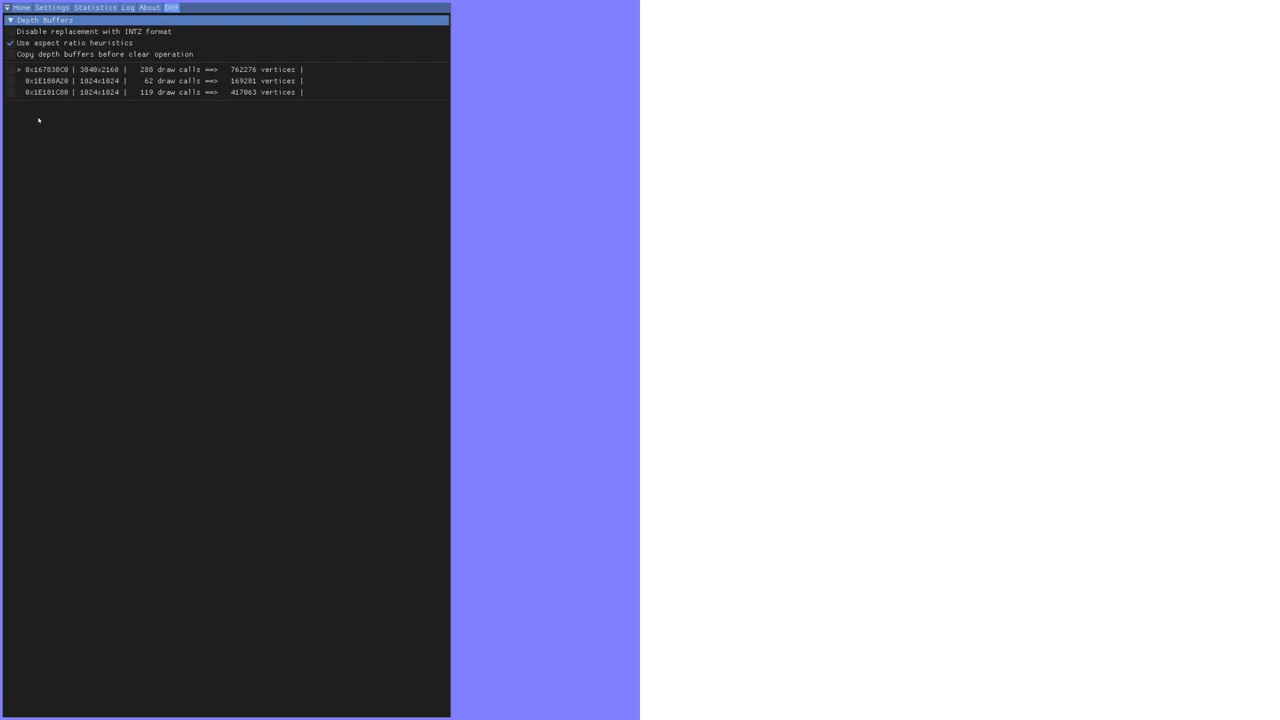 Home Settings Statistics Log About DX9
Depth Buffers
Disable replacement with INTZ format
Use aspect ratio heuristics
Copy depth buffers before clear operation
> 0x167830C0 | 3840x2160 | 288 draw calls ==> 762276 vertices |
0x1E180A20 | 1024x1024 | 62 draw calls ==> 169281 vertices |
0x1E181C80 | 1024x1024 | 119 draw calls ==> 417063 vertices |